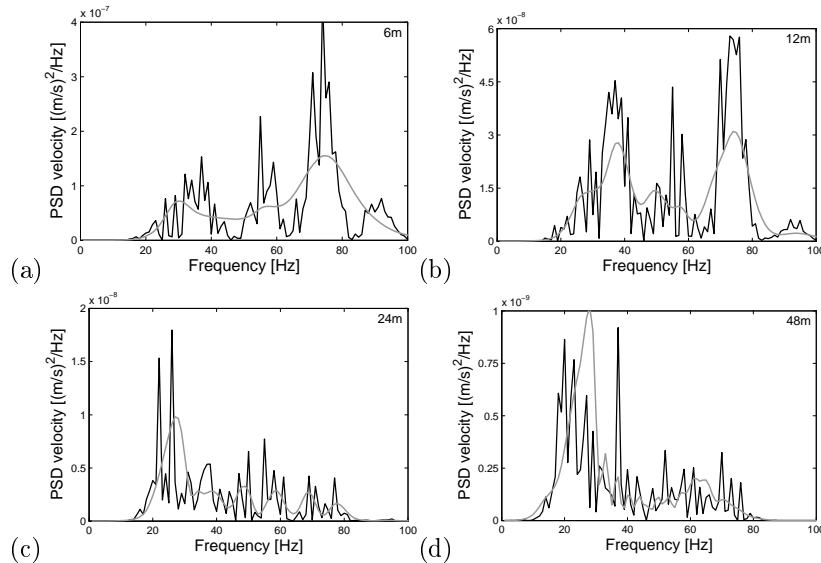 x 10⁻⁷
6m
4
3
2
1
0
0 20 40 60 80 100
PSD velocity [(m/s)²/Hz]
Frequency [Hz]
(a)
x 10⁻⁸
12m
6
4.5
3
1.5
0
0 20 40 60 80 100
PSD velocity [(m/s)²/Hz]
Frequency [Hz]
(b)
x 10⁻⁸
24m
2
1.5
1
0.5
0
0 20 40 60 80 100
PSD velocity [(m/s)²/Hz]
Frequency [Hz]
(c)
x 10⁻⁹
48m
1
0.75
0.5
0.25
0
0 20 40 60 80 100
PSD velocity [(m/s)²/Hz]
Frequency [Hz]
(d)